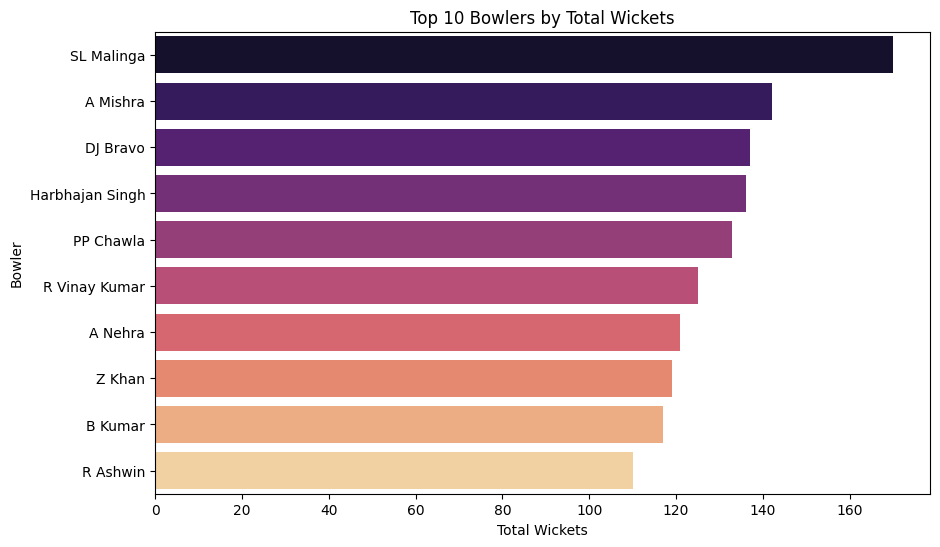 Top 10 Bowlers by Total Wickets
SL Malinga
A Mishra
DJ Bravo
Harbhajan Singh
PP Chawla
R Vinay Kumar
A Nehra
Z Khan
B Kumar
R Ashwin
Bowler
0 20 40 60 80 100 120 140 160
Total Wickets